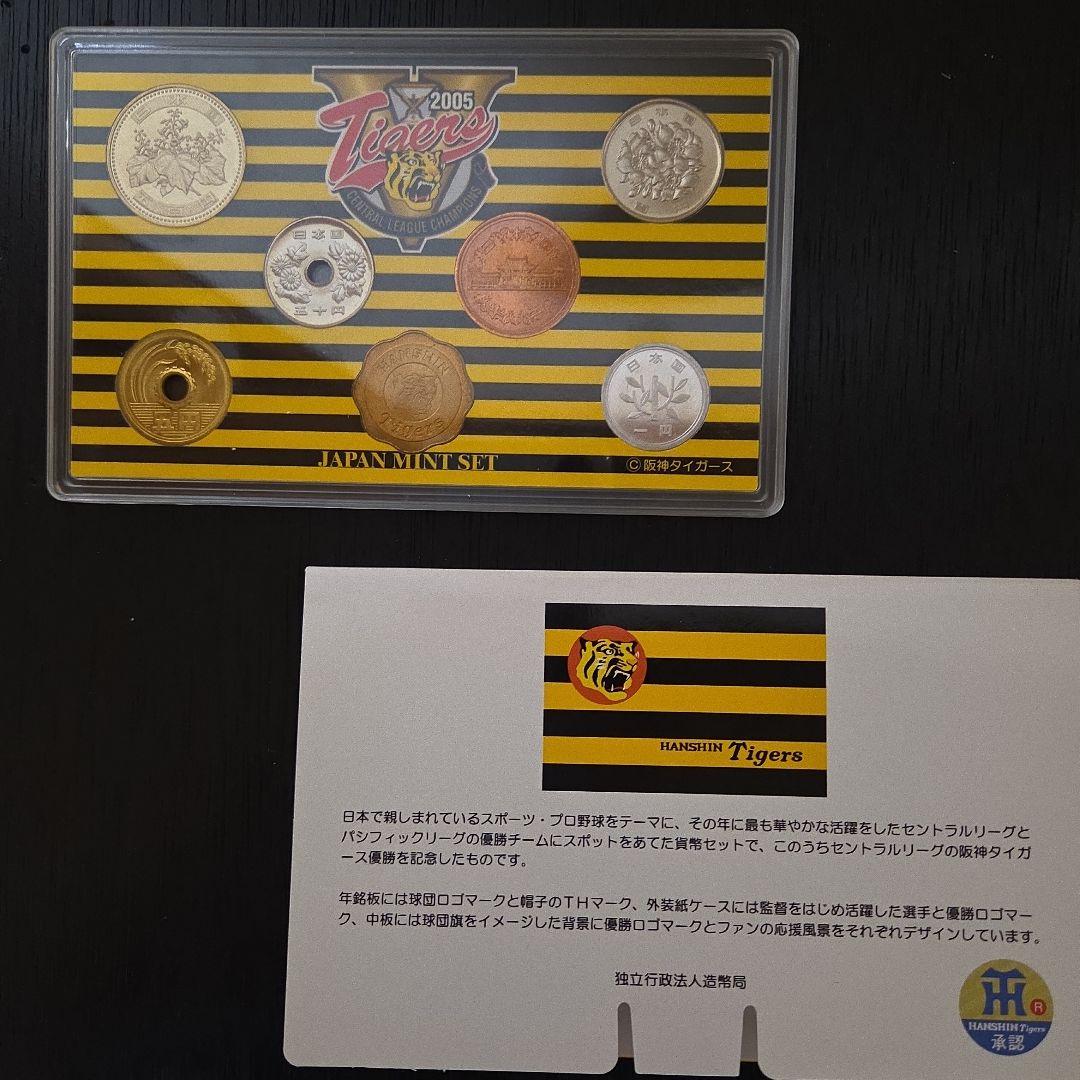 2005
Tigers
CENTRAL LEAGUE CHAMPIONS
日本国
日本国
日本国
五十円
HANSHIN
Tigers
日本国
一円
JAPAN MINT SET
©阪神タイガース
HANSHIN Tigers
日本で親しまれているスポーツ・プロ野球をテーマに、その年に最も華やかな活躍をしたセントラルリーグと
パシフィックリーグの優勝チームにスポットをあてた貨幣セットで、このうちセントラルリーグの阪神タイガ
ース優勝を記念したものです。
年銘板には球団ロゴマークと帽子のTHマーク、外装紙ケースには監督をはじめ活躍した選手と優勝ロゴマー
ク、中板には球団旗をイメージした背景に優勝ロゴマークとファンの応援風景をそれぞれデザインしています。
独立行政法人造幣局
TH
R
HANSHIN Tigers
承認